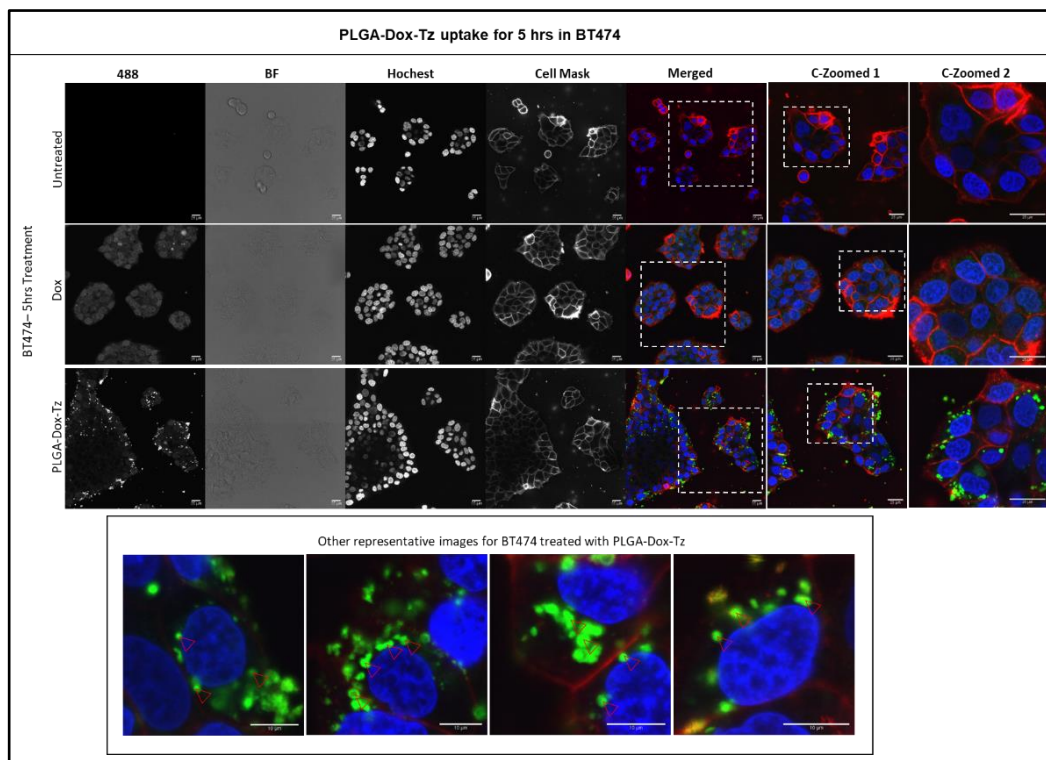 PLGA-Dox-Tz uptake for 5 hrs in BT474
488 BF Hochest Cell Mask Merged C-Zoomed 1 C-Zoomed 2
BT474– 5hrs Treatment
Untreated
Dox
PLGA-Dox-Tz
Other representative images for BT474 treated with PLGA-Dox-Tz
10 µm 10 µm 10 µm 10 µm